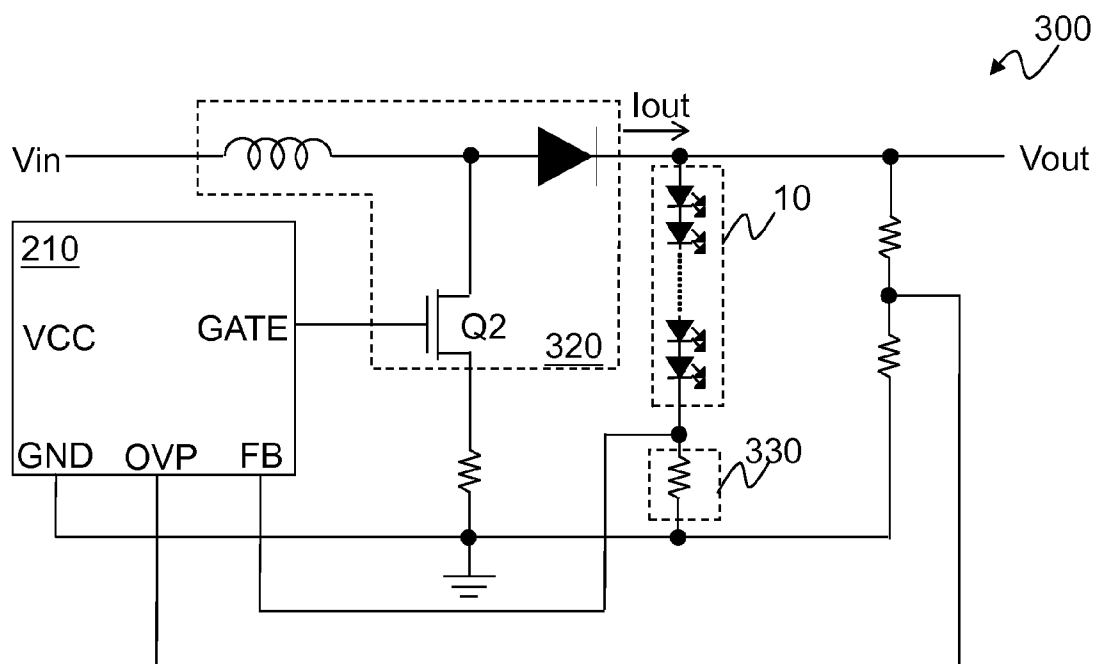 300
Iout
Vin
Vout
10
210
VCC
GATE
Q2
320
GND
OVP
FB
330